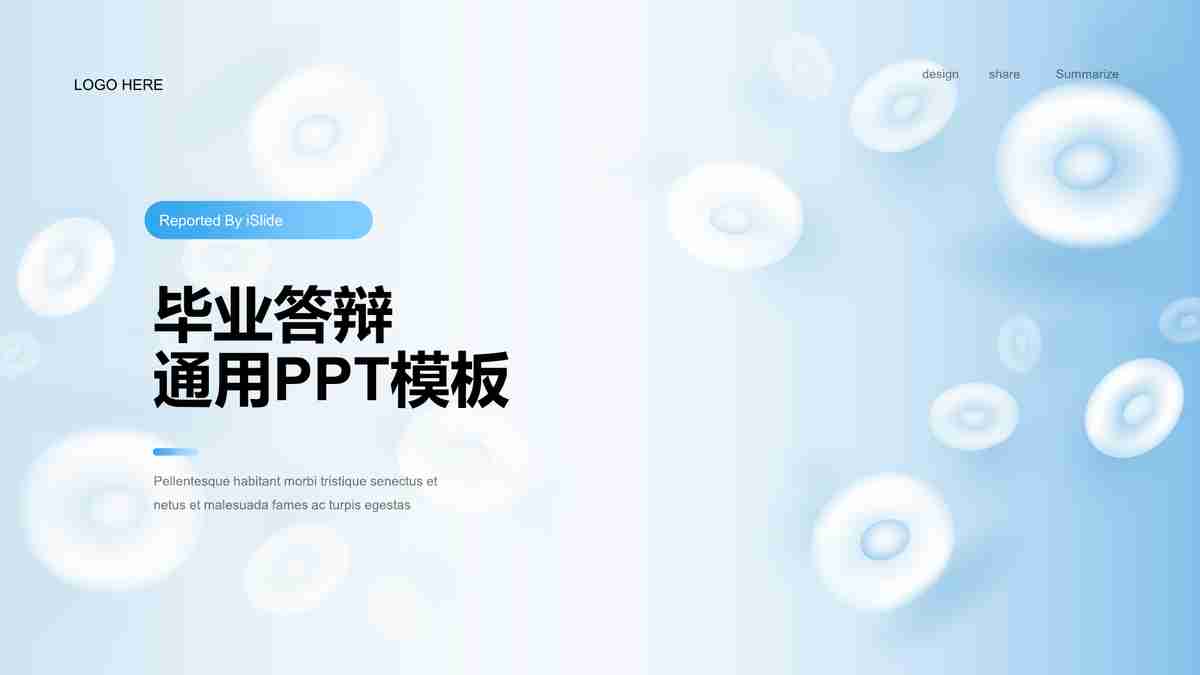 LOGO HERE
design share Summarize
Reported By iSlide
毕业答辩
通用PPT模板
Pellentesque habitant morbi tristique senectus et
netus et malesuada fames ac turpis egestas